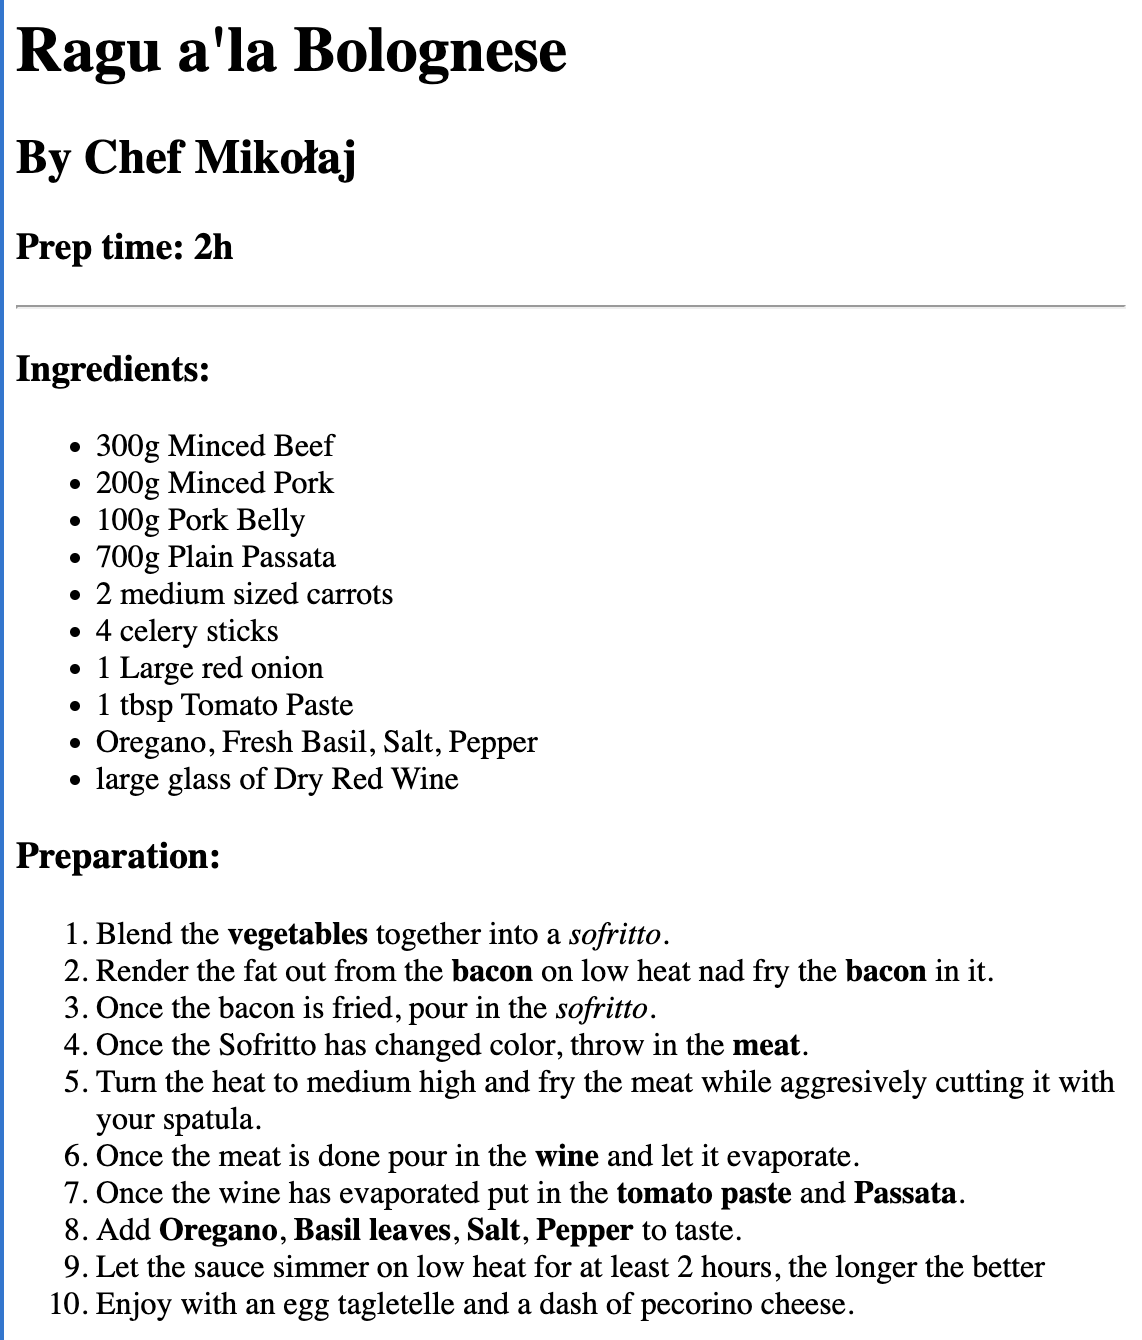 Ragu a'la Bolognese
By Chef Mikołaj
Prep time: 2h
Ingredients:
• 300g Minced Beef
• 200g Minced Pork
• 100g Pork Belly
• 700g Plain Passata
• 2 medium sized carrots
• 4 celery sticks
• 1 Large red onion
• 1 tbsp Tomato Paste
• Oregano, Fresh Basil, Salt, Pepper
• large glass of Dry Red Wine
Preparation:
1. Blend the vegetables together into a sofritto.
2. Render the fat out from the bacon on low heat nad fry the bacon in it.
3. Once the bacon is fried, pour in the sofritto.
4. Once the Sofritto has changed color, throw in the meat.
5. Turn the heat to medium high and fry the meat while aggresively cutting it with
your spatula.
6. Once the meat is done pour in the wine and let it evaporate.
7. Once the wine has evaporated put in the tomato paste and Passata.
8. Add Oregano, Basil leaves, Salt, Pepper to taste.
9. Let the sauce simmer on low heat for at least 2 hours, the longer the better
10. Enjoy with an egg tagletelle and a dash of pecorino cheese.